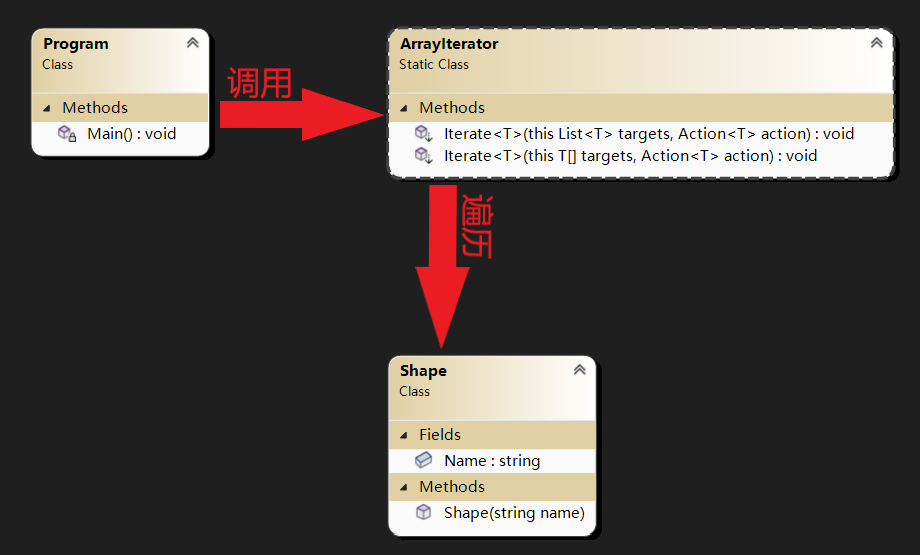 Program
Class
Methods
Main() : void
调用
ArrayIterator
Static Class
Methods
Iterate<T>(this List<T> targets, Action<T> action) : void
Iterate<T>(this T[] targets, Action<T> action) : void
遍历
Shape
Class
Fields
Name : string
Methods
Shape(string name)